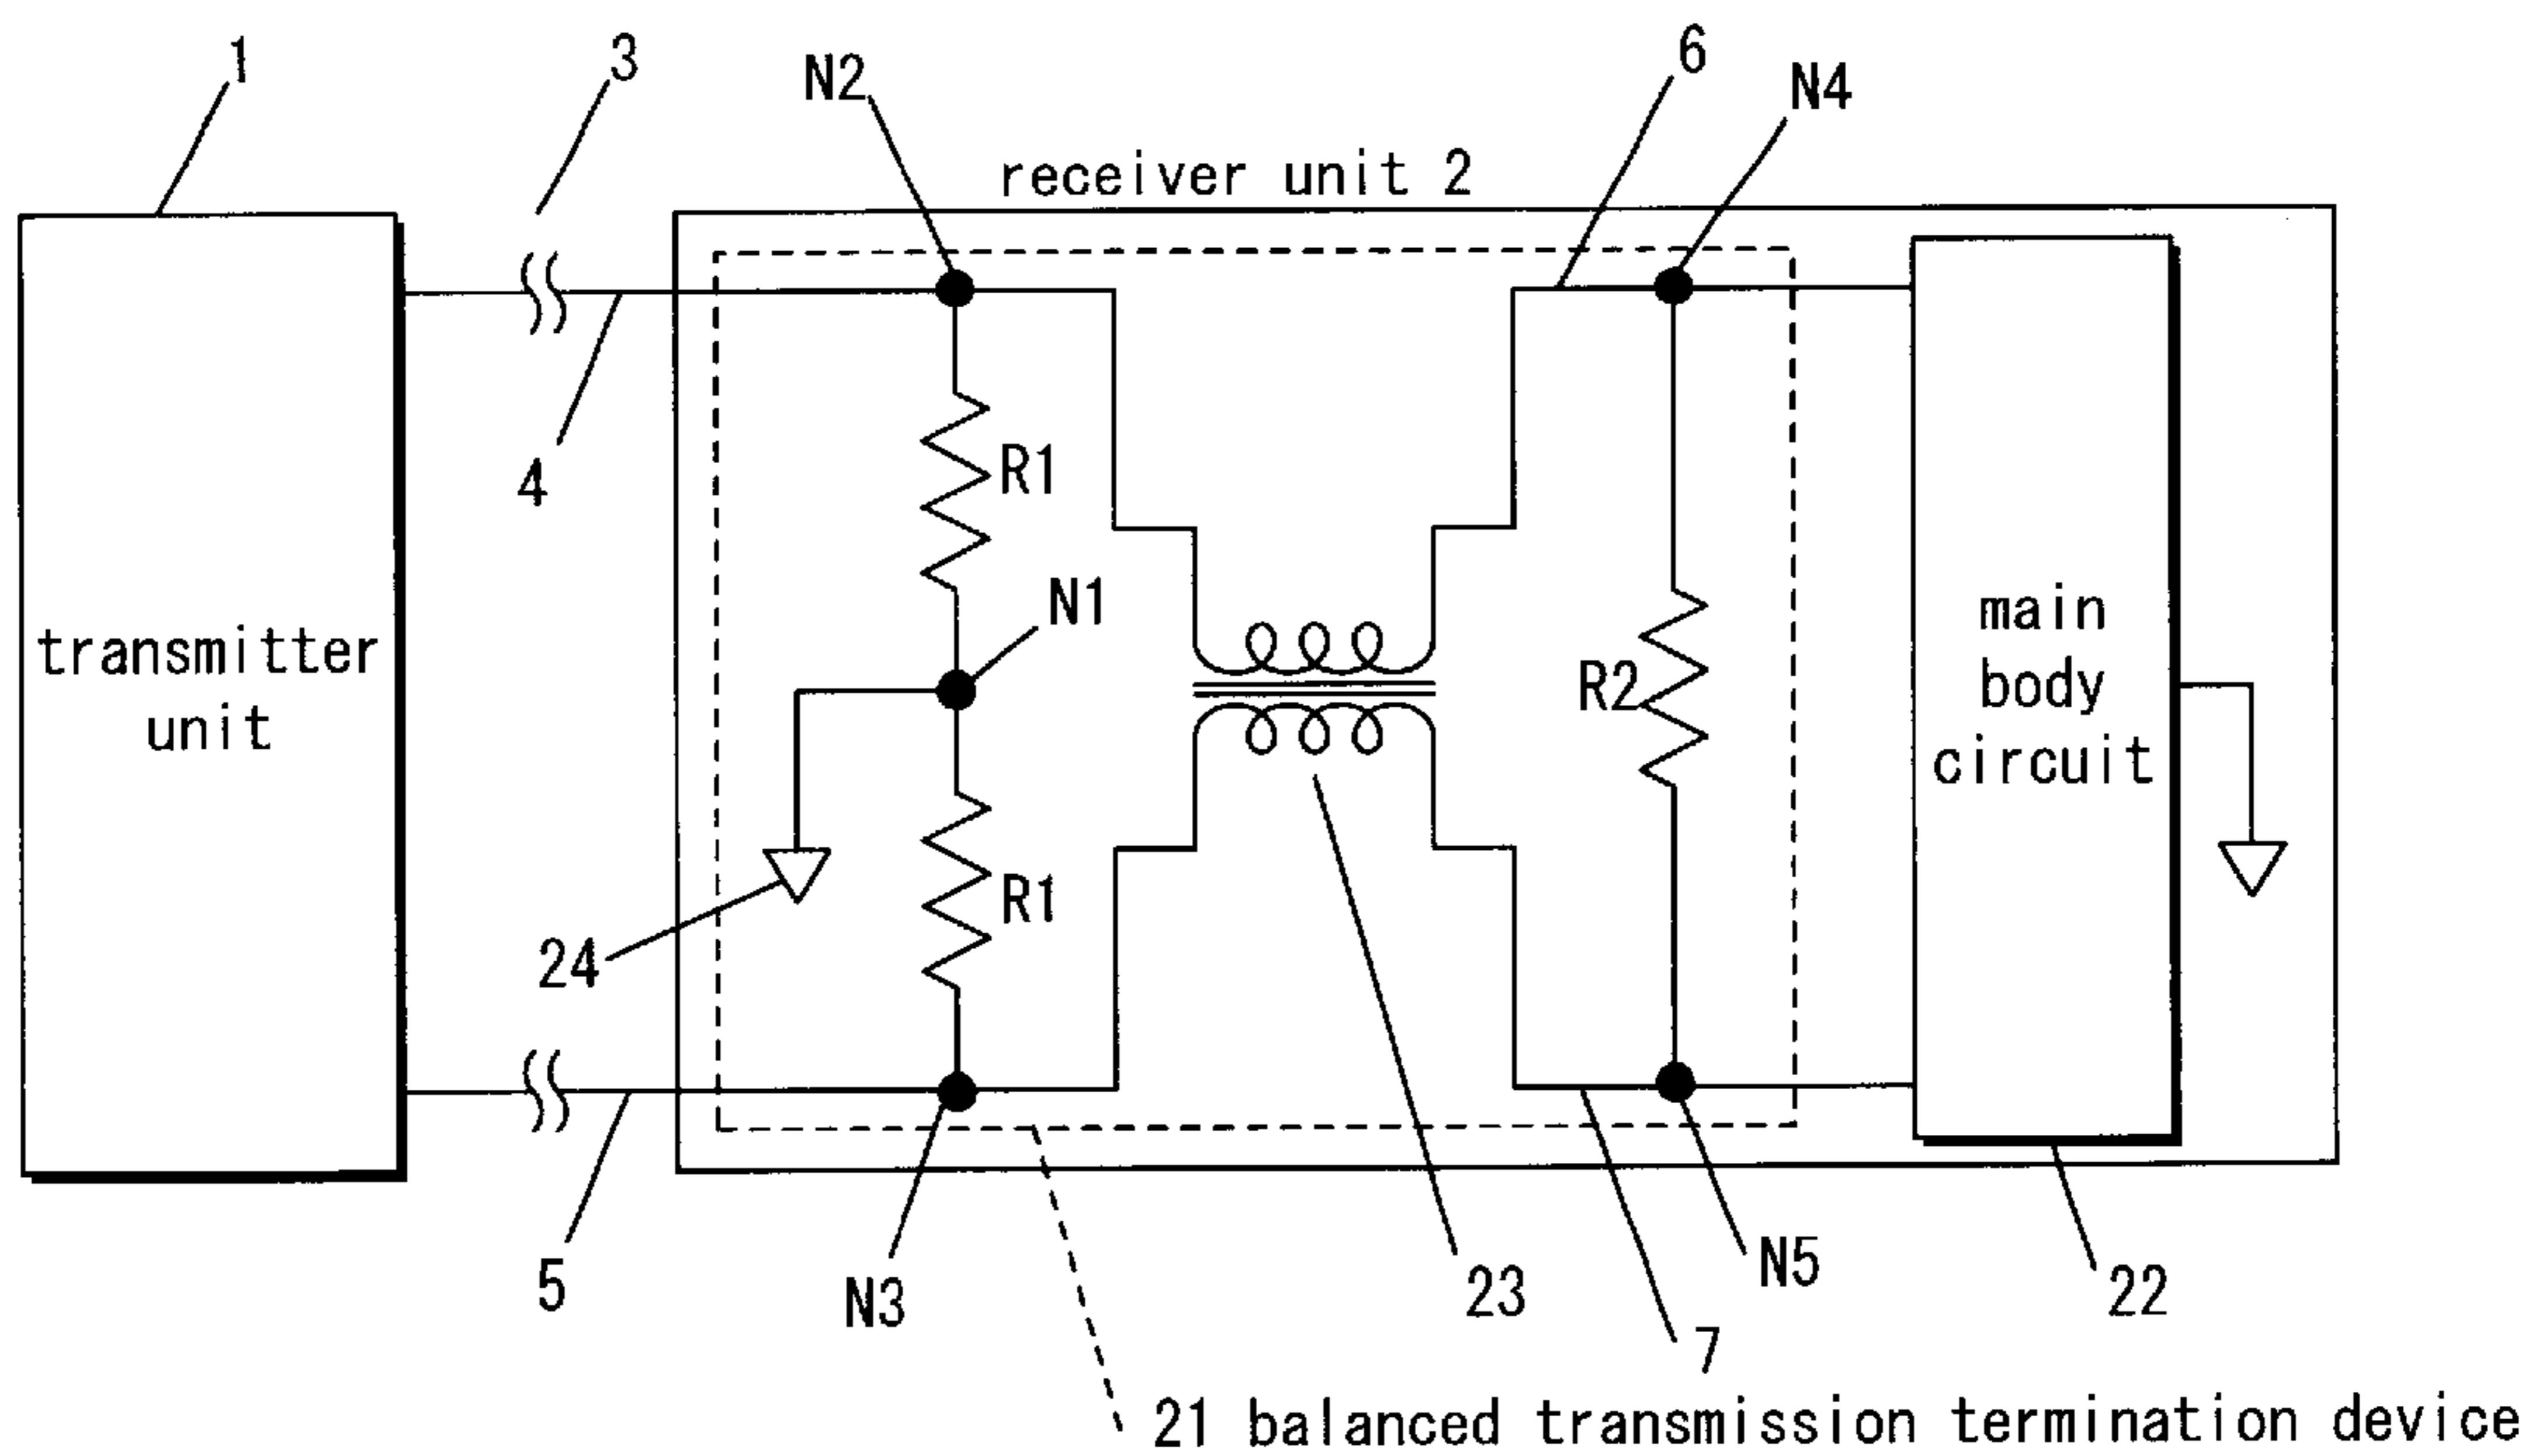 1
3
N2
6
N4
receiver unit 2
4
R1
N1
transmitter
unit
main
body
circuit
R2
R1
24
5
N3
23
N5
22
7
21 balanced transmission termination device